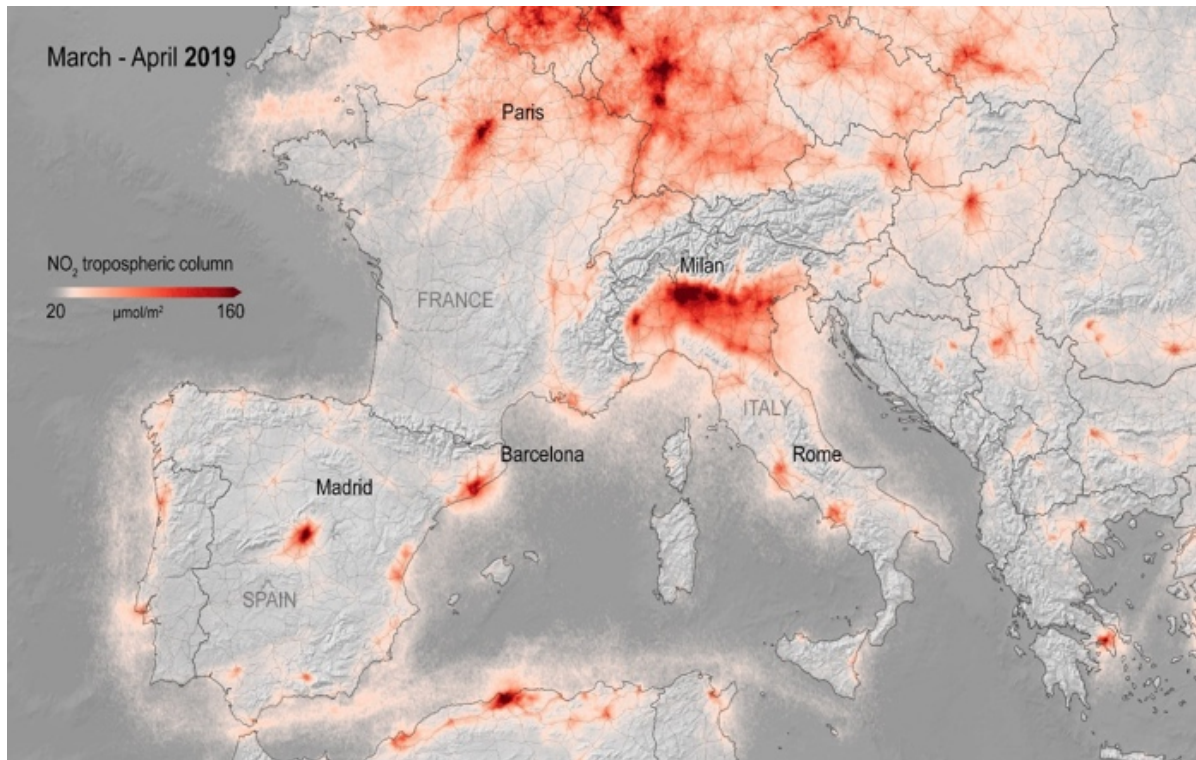 March - April 2019
Paris
NO₂ tropospheric column
20 µmol/m² 160
Milan
FRANCE
ITALY
Barcelona
Rome
Madrid
SPAIN